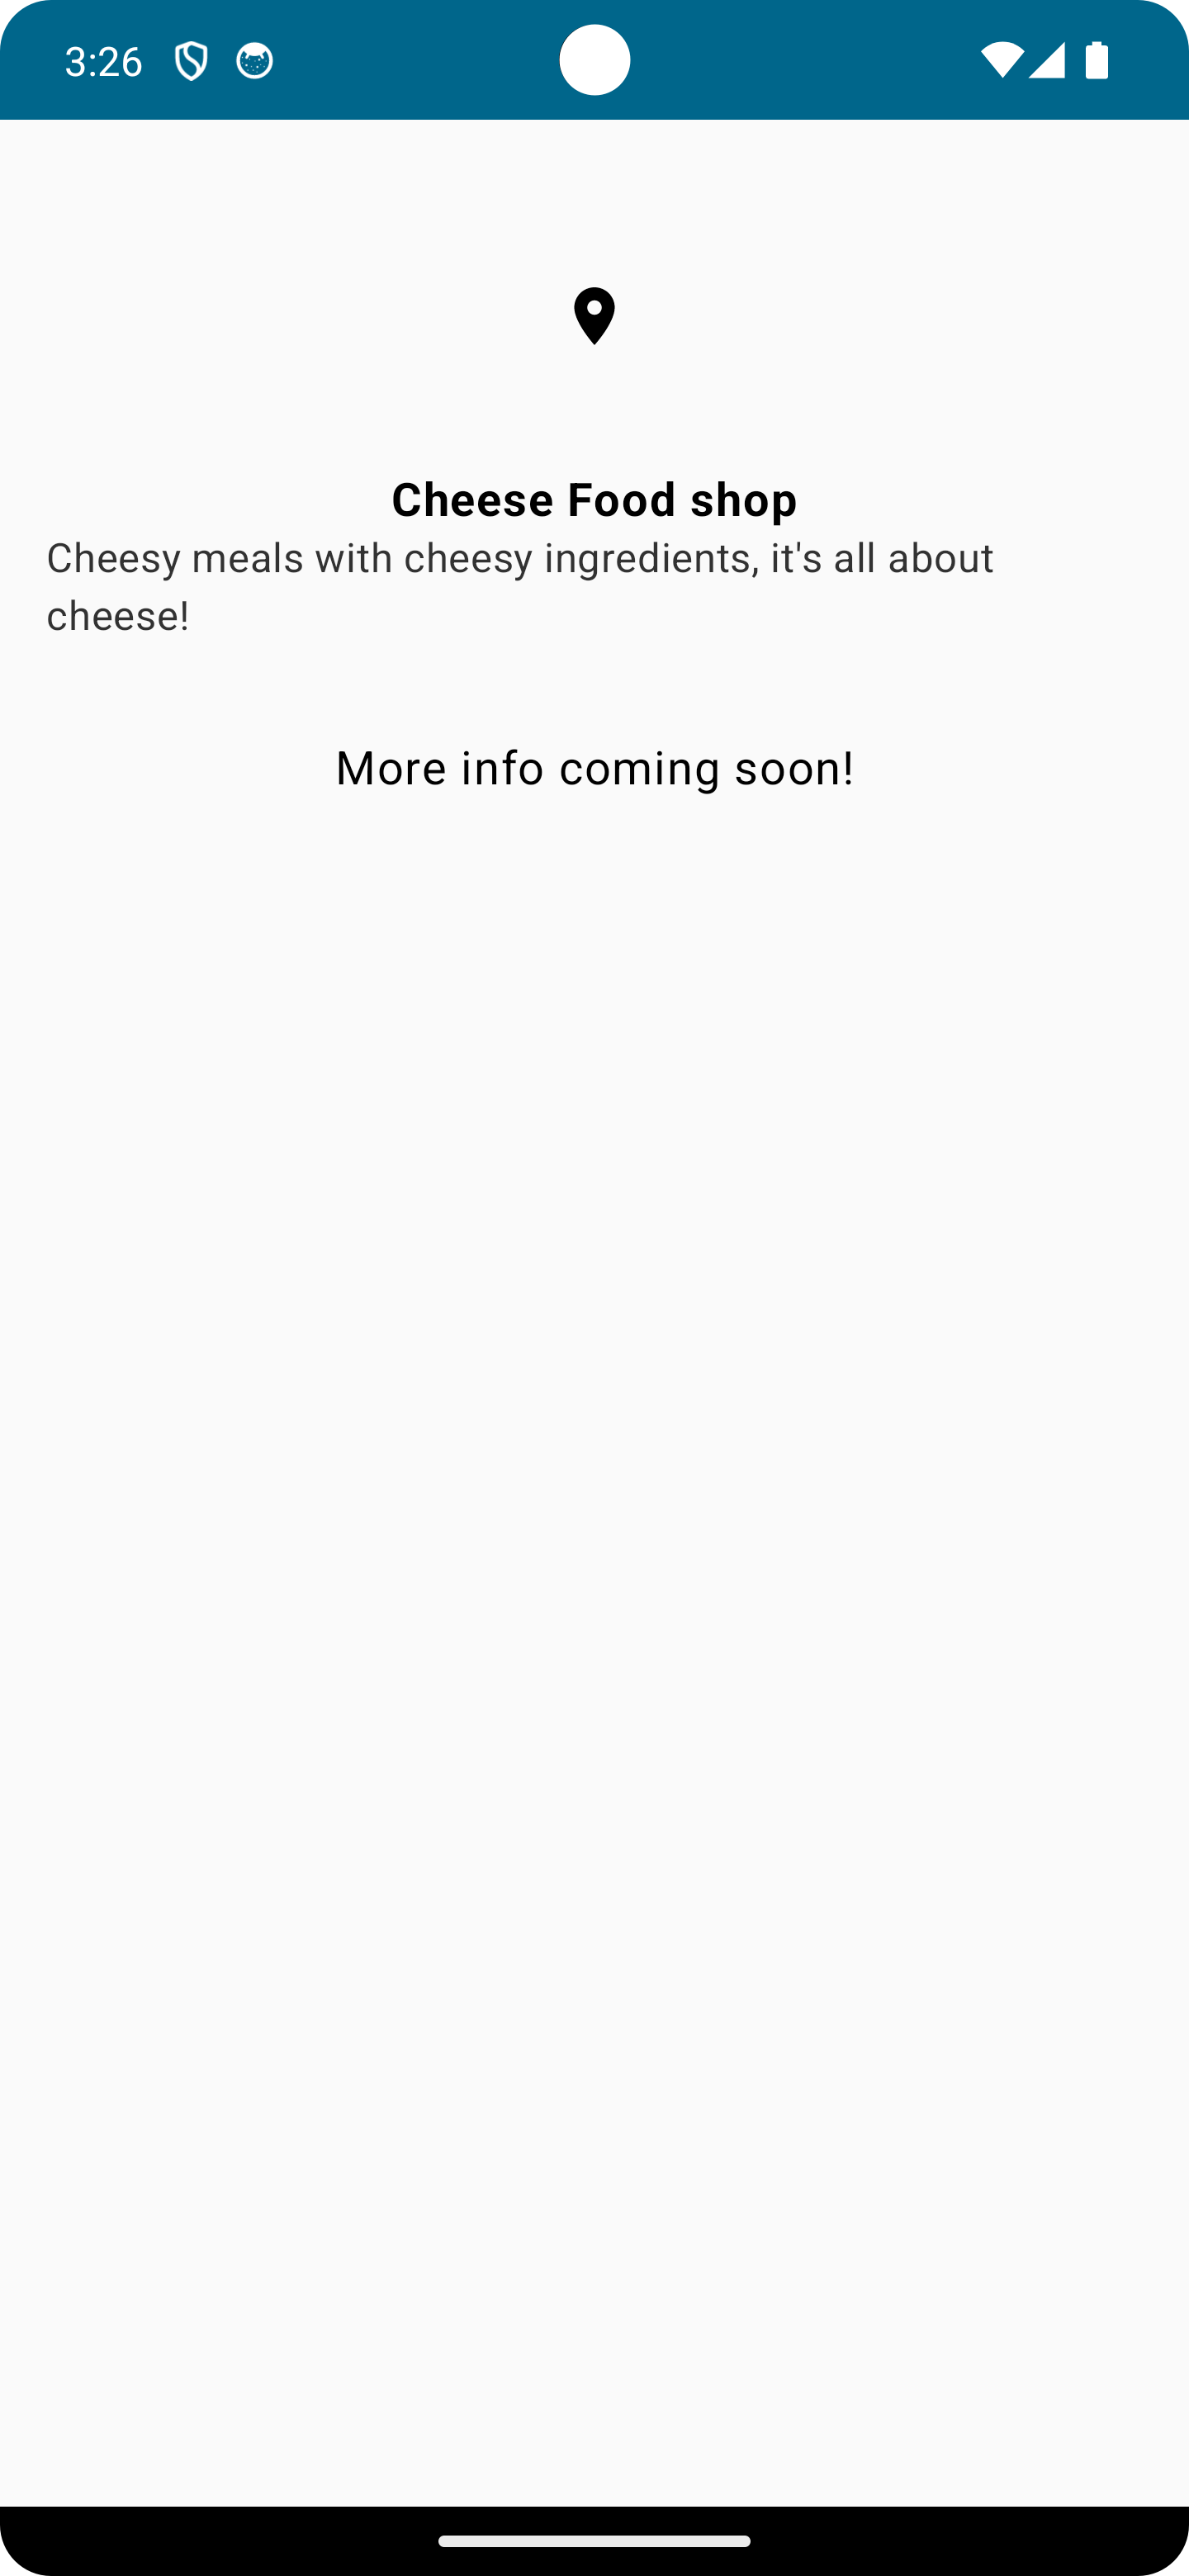 3:26
Cheese Food shop
Cheesy meals with cheesy ingredients, it's all about
cheese!
More info coming soon!